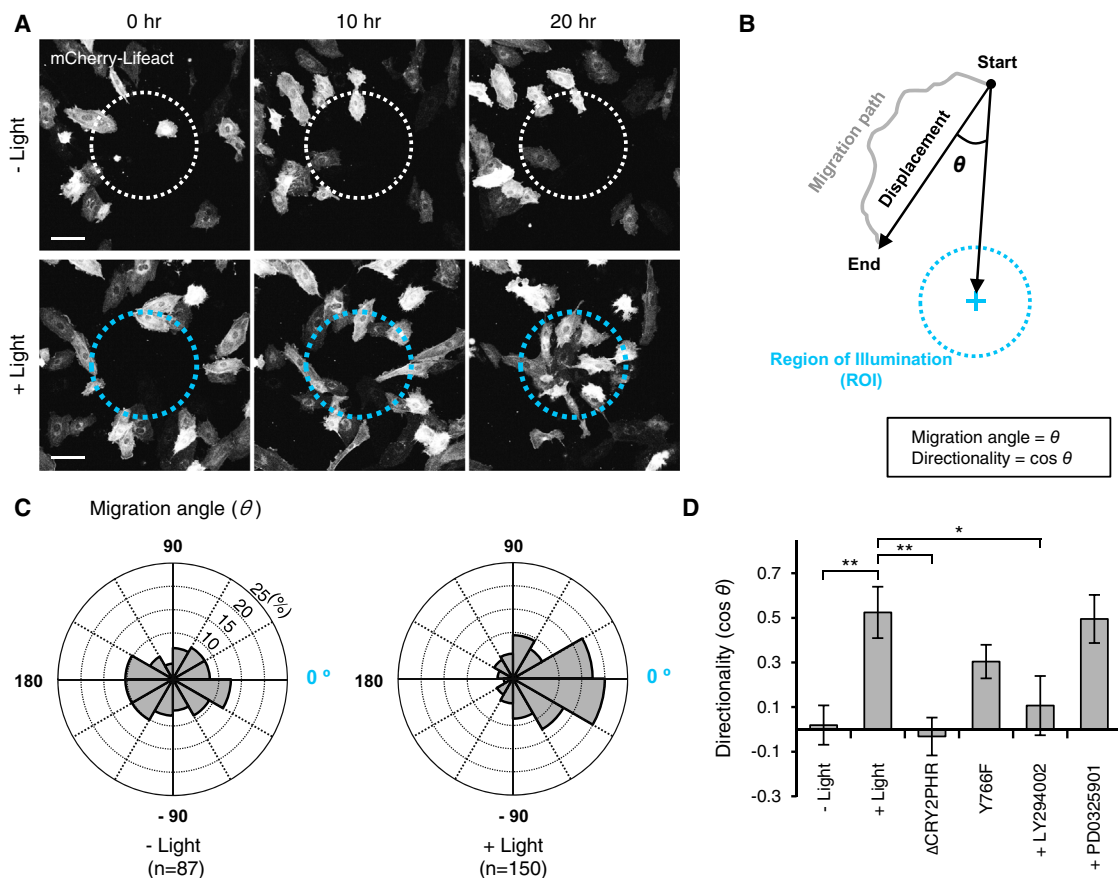 A
0 hr
10 hr
20 hr
mCherry-Lifeact
- Light
+ Light
B
Start
Migration path
Displacement
θ
End
Region of Illumination
(ROI)
Migration angle = θ
Directionality = cos θ
C
Migration angle (θ)
90
25(%)
20
15
10
180
0 º
- 90
- Light
(n=87)
90
180
0 º
- 90
+ Light
(n=150)
D
*
**
**
Directionality (cos θ)
0.7
0.5
0.3
0.1
-0.1
-0.3
- Light
+ Light
ΔCRY2PHR
Y766F
+ LY294002
+ PD0325901